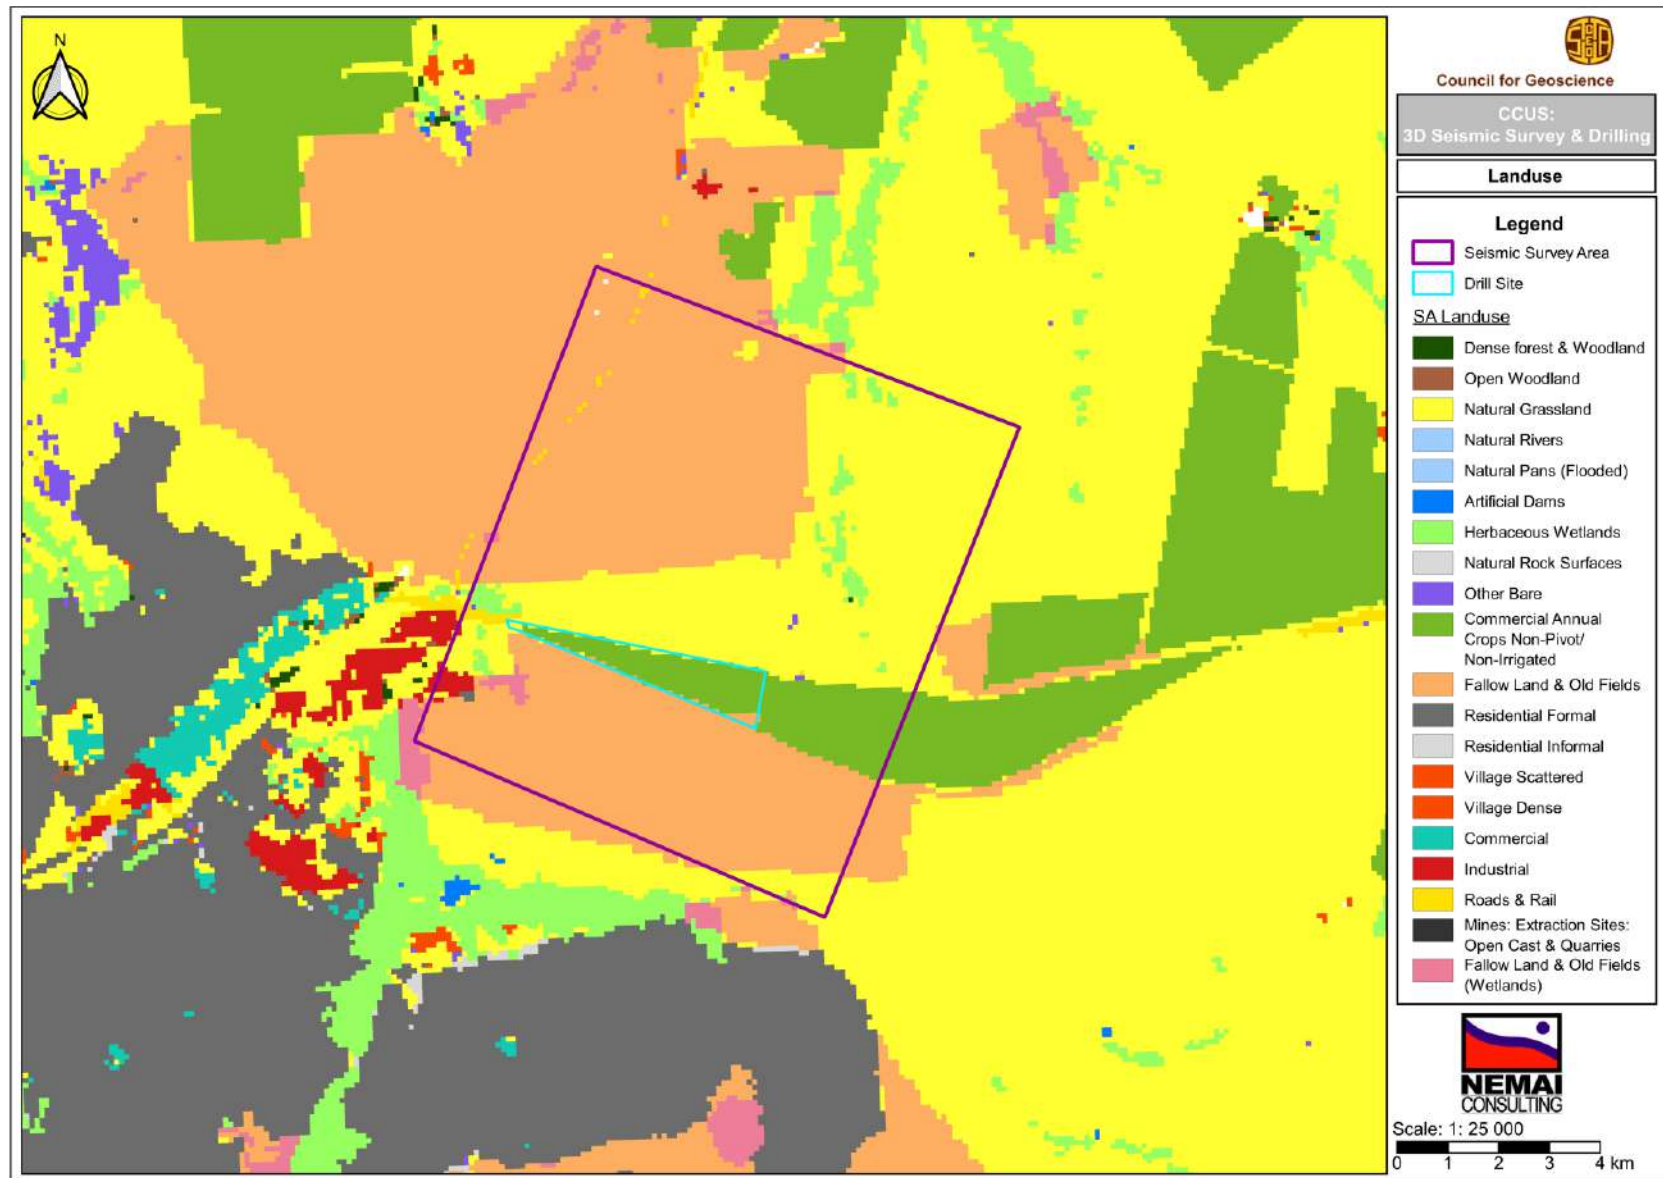 N
Council for Geoscience
CCUS:
3D Seismic Survey & Drilling
Landuse
Legend
Seismic Survey Area
Drill Site
SA Landuse
Dense forest & Woodland
Open Woodland
Natural Grassland
Natural Rivers
Natural Pans (Flooded)
Artificial Dams
Herbaceous Wetlands
Natural Rock Surfaces
Other Bare
Commercial Annual
Crops Non-Pivot/
Non-Irrigated
Fallow Land & Old Fields
Residential Formal
Residential Informal
Village Scattered
Village Dense
Commercial
Industrial
Roads & Rail
Mines: Extraction Sites:
Open Cast & Quarries
Fallow Land & Old Fields
(Wetlands)
NEMAI
CONSULTING
Scale: 1: 25 000
0 1 2 3 4 km